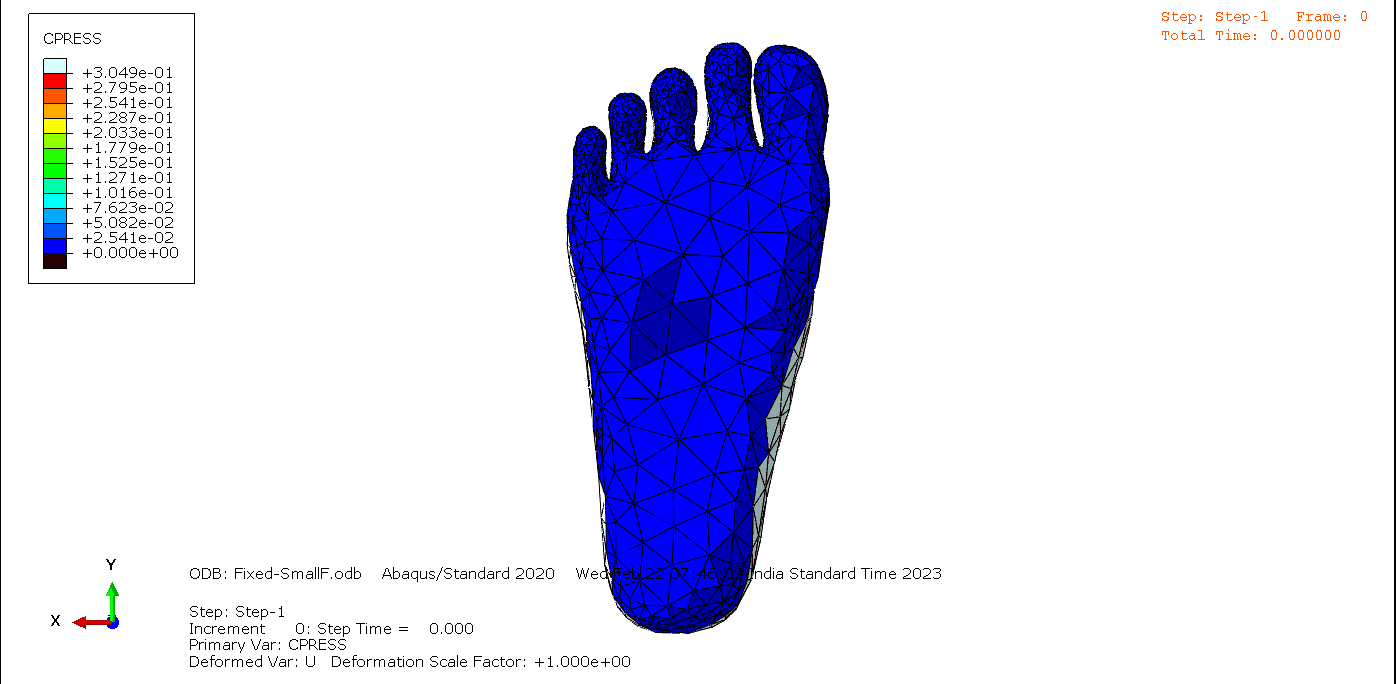 CPRESS
+3.049e-01
+2.795e-01
+2.541e-01
+2.287e-01
+2.033e-01
+1.779e-01
+1.525e-01
+1.271e-01
+1.016e-01
+7.623e-02
+5.082e-02
+2.541e-02
+0.000e+00
Step: Step-1 Frame: 0
Total Time: 0.000000
Y
X
ODB: Fixed-SmallF.odb Abaqus/Standard 2020 Wed Feb 22 India Standard Time 2023
Step: Step-1
Increment 0: Step Time = 0.000
Primary Var: CPRESS
Deformed Var: U Deformation Scale Factor: +1.000e+00